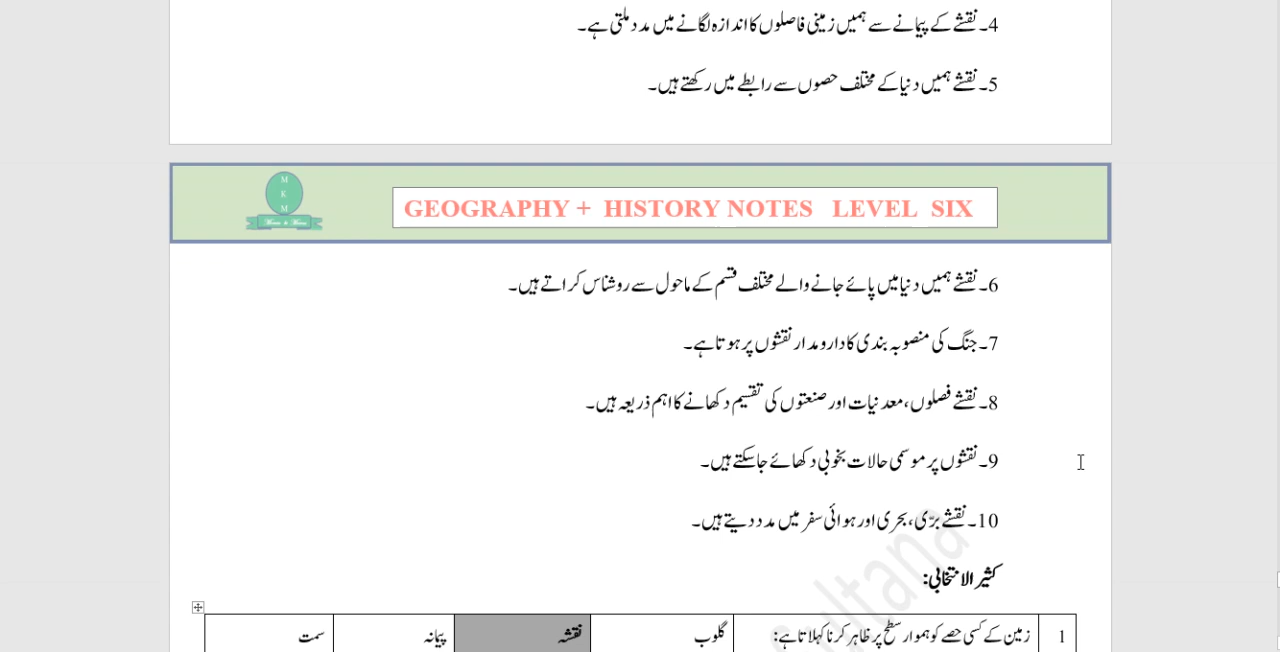 4۔ نقشے کے پیمانے سے ہمیں زمینی فاصلوں کا اندازہ لگانے میں مدد ملتی ہے۔
5۔ نقشے ہمیں دنیا کے مختلف حصوں سے رابطے میں رکھتے ہیں۔
M
K
M
GEOGRAPHY + HISTORY NOTES LEVEL SIX
6۔ نقشے ہمیں دنیا میں پائے جانے والے مختلف قسم کے ماحول سے روشناس کراتے ہیں۔
7۔ جنگ کی منصوبہ بندی کا دارومدار نقشوں پر ہوتا ہے۔
8۔ نقشے فصلوں، معدنیات اور صنعتوں کی تقسیم دکھانے کا اہم ذریعہ ہیں۔
9۔ نقشوں پر موسمی حالات بخوبی دکھائے جاسکتے ہیں۔
10۔ نقشے برّی، بحری اور ہوائی سفر میں مدد دیتے ہیں۔
ultana
کثیر الانتخابی:
1 زمین کے کسی حصے کو ہموار سطح پر ظاہر کرنا کہلاتا ہے: گلوب نقشہ پیمانہ سمت